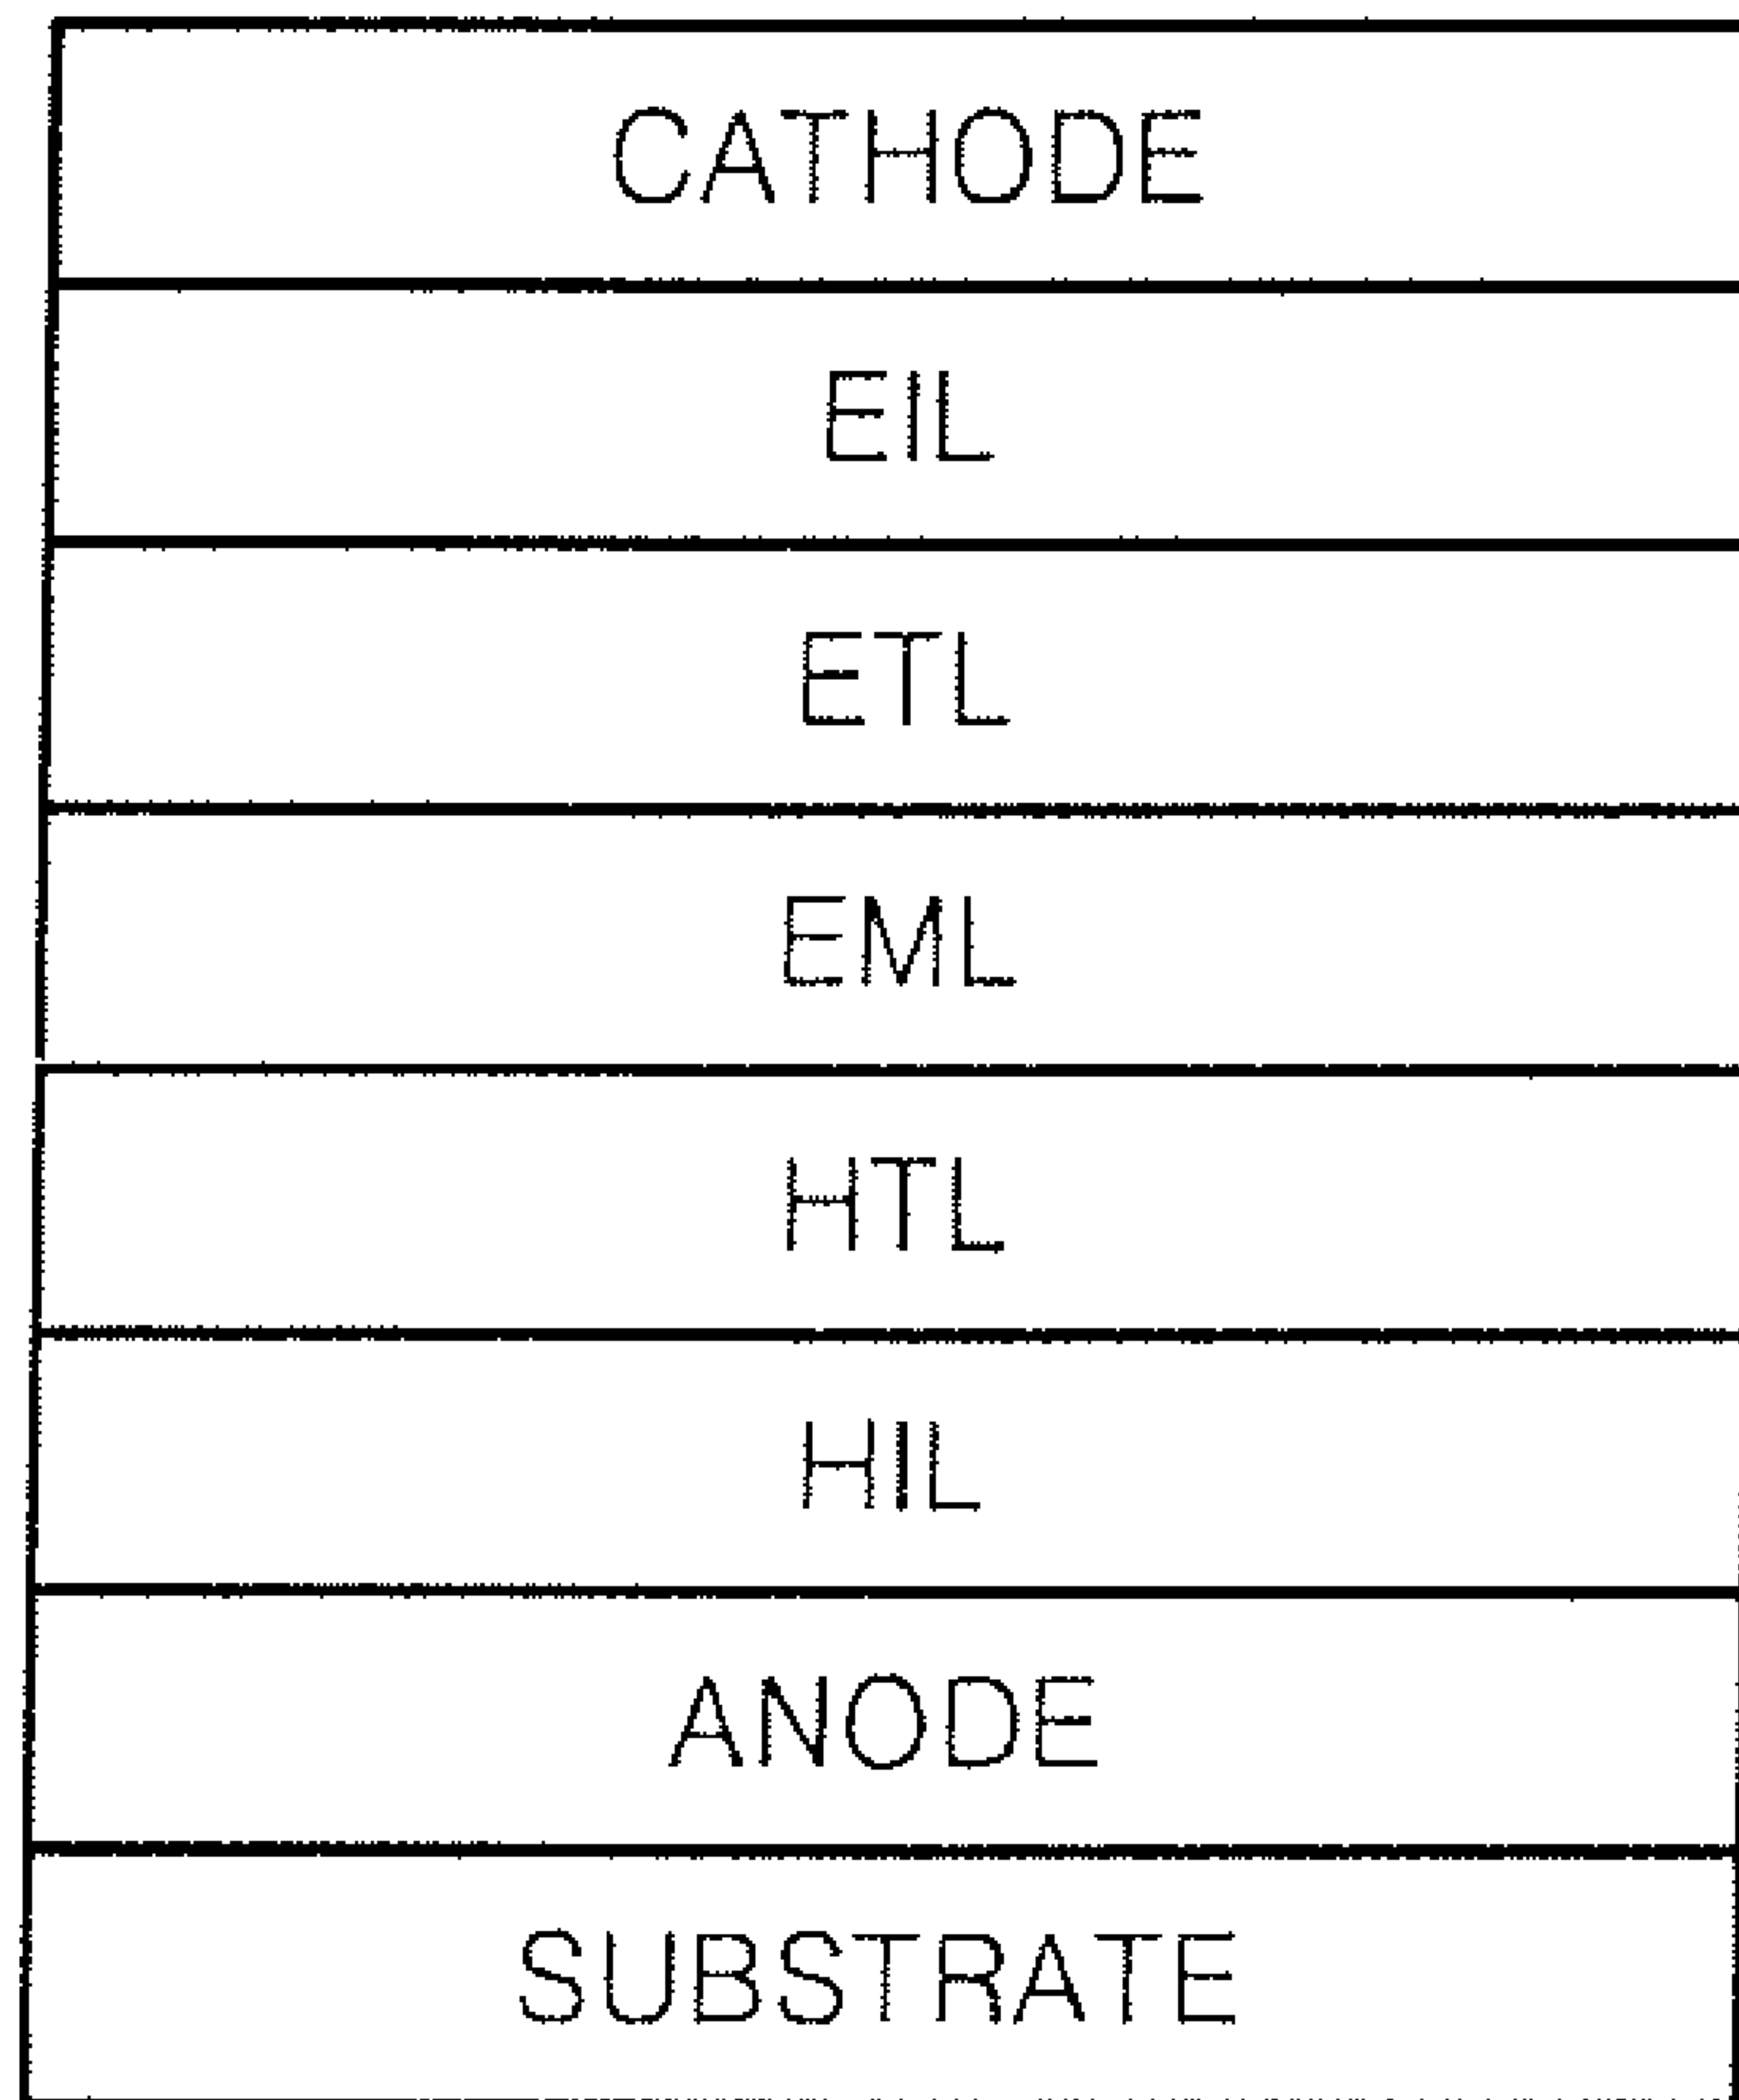 CATHODE
EIL
ETL
EML
HTL
HIL
ANODE
SUBSTRATE